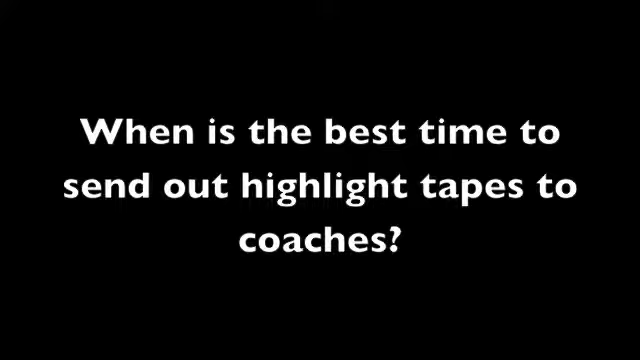 When is the best time to
send out highlight tapes to
coaches?